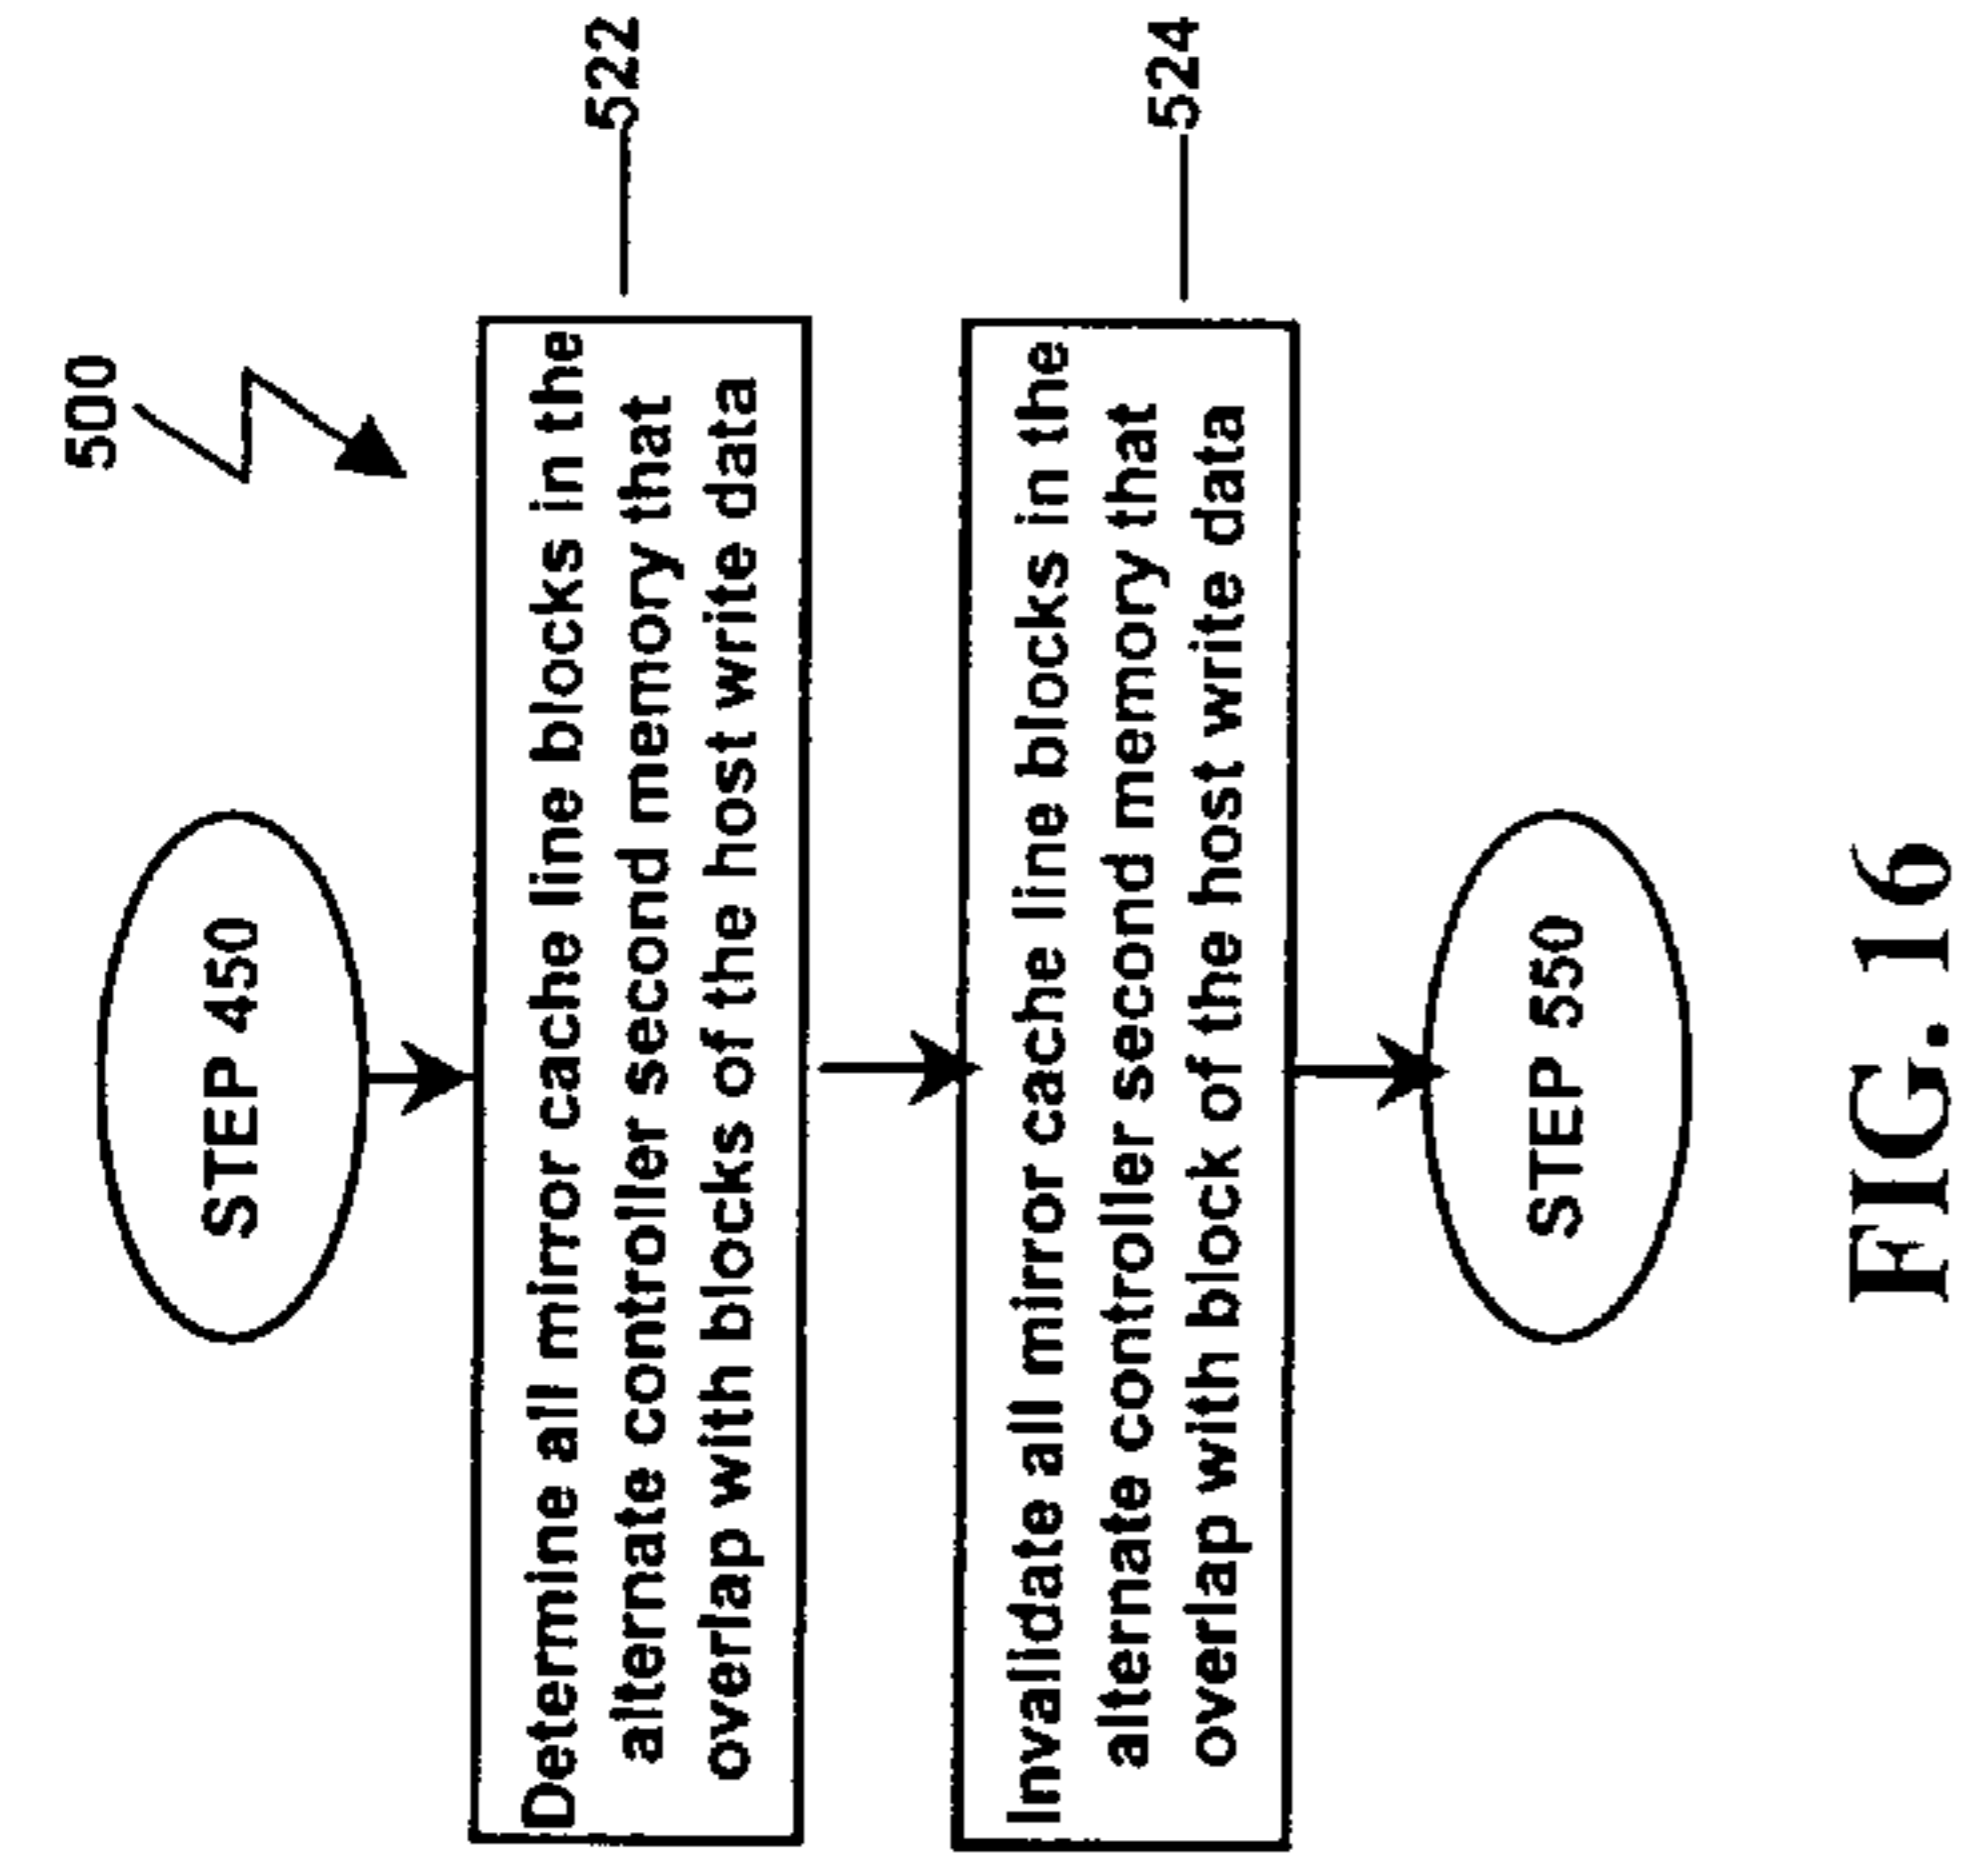 500
STEP 450
Determine all mirror cache line blocks in the
alternate controller second memory that
overlap with blocks of the host write data
522
Invalidate all mirror cache line blocks in the
alternate controller second memory that
overlap with block of the host write data
524
STEP 550
FIG. 16